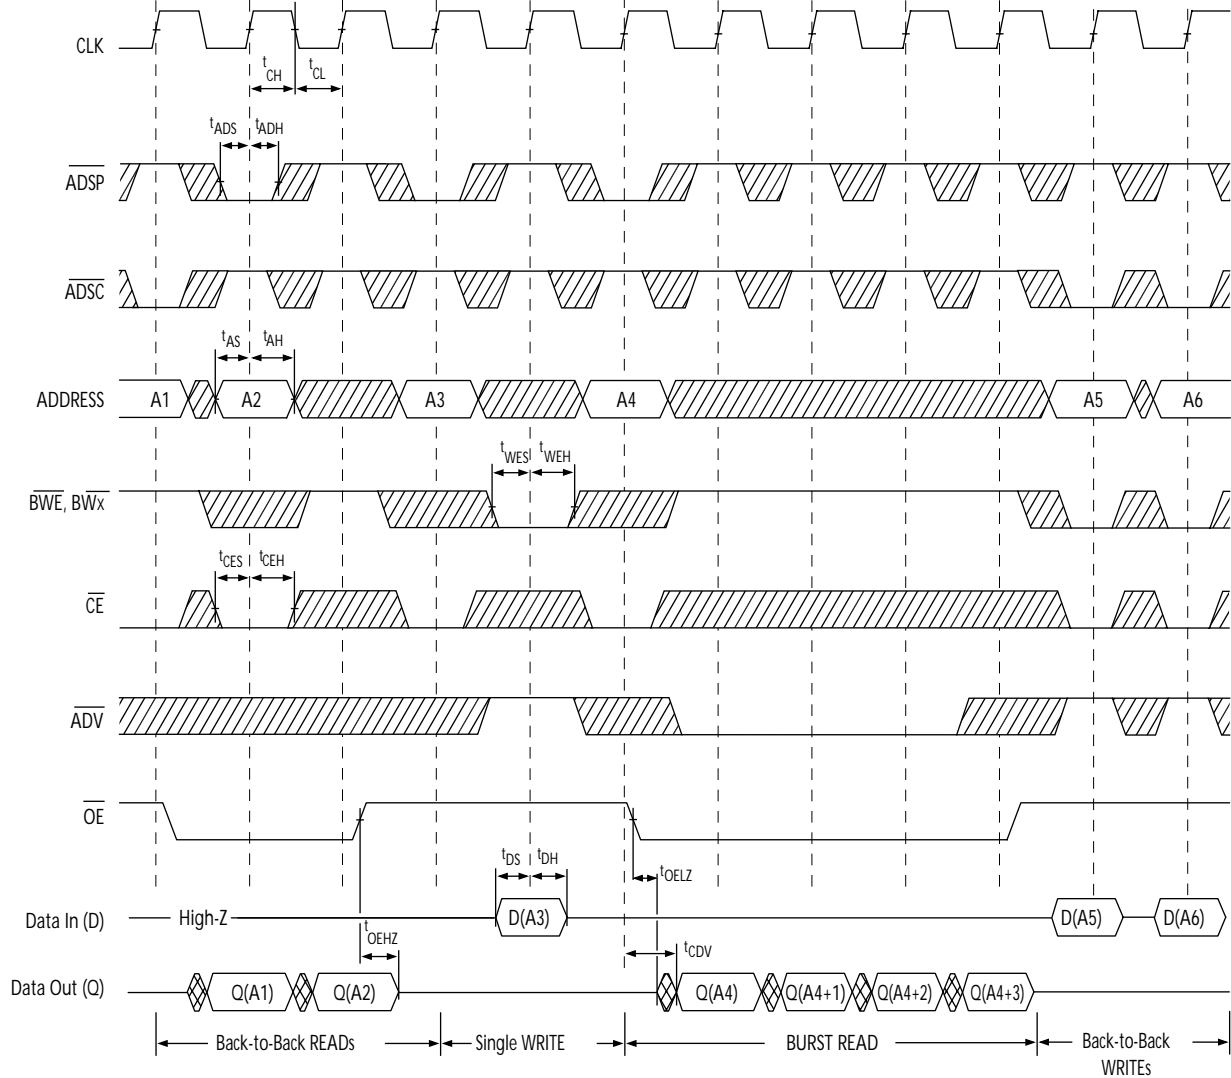 CLK
tCH tCL
tADS tADH
ADSP
ADSC
tAS tAH
ADDRESS A1 A2 A3 A4 A5 A6
tWES tWEH
BWE, BWx
tCES tCEH
CE
ADV
OE
tDS tDH
tOELZ
Data In (D) High-Z D(A3) D(A5) D(A6)
tOEHZ
tCDV
Data Out (Q) Q(A1) Q(A2) Q(A4) Q(A4+1) Q(A4+2) Q(A4+3)
Back-to-Back READs Single WRITE BURST READ Back-to-Back
WRITEs